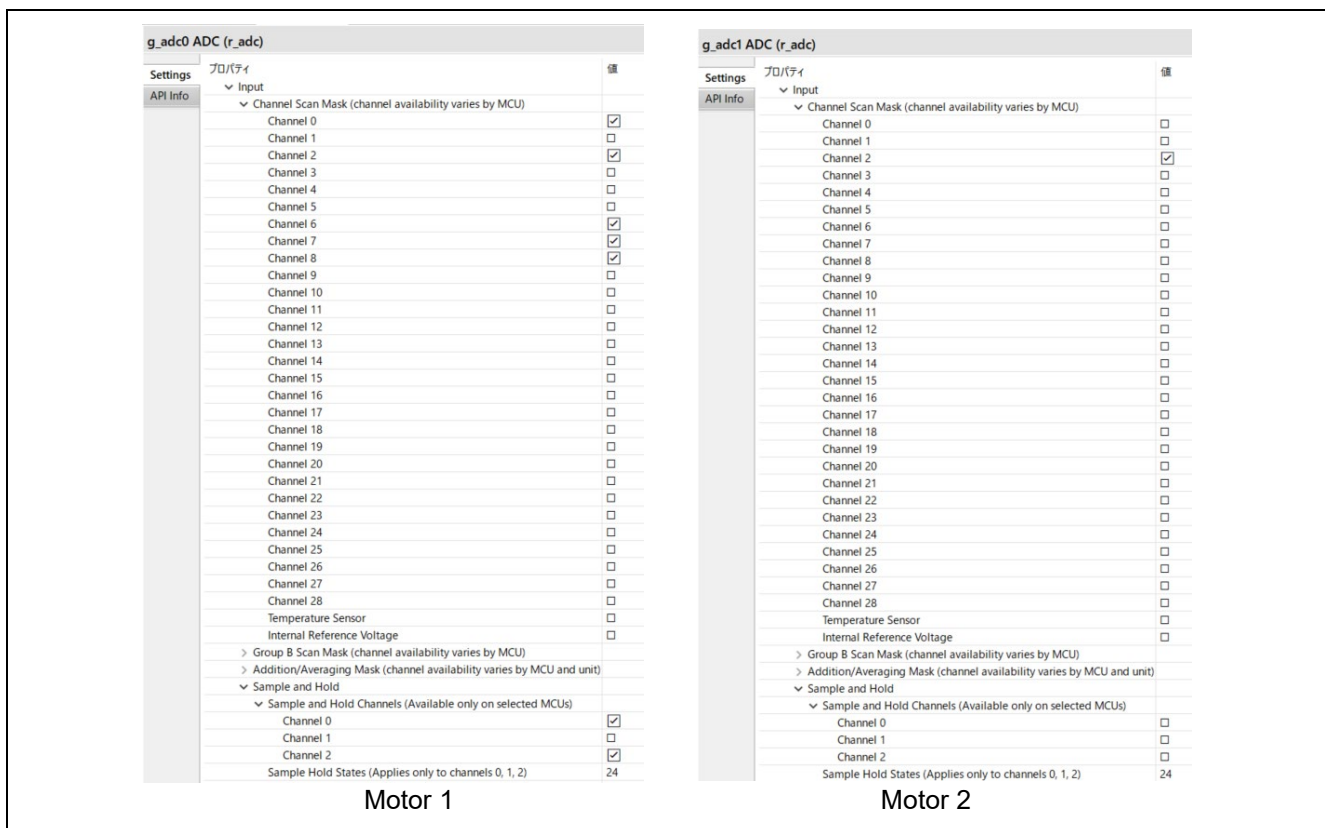 g_adc0 ADC (r_adc)
Settings
API Info
プロパティ 値
Input
Channel Scan Mask (channel availability varies by MCU)
Channel 0
Channel 1
Channel 2
Channel 3
Channel 4
Channel 5
Channel 6
Channel 7
Channel 8
Channel 9
Channel 10
Channel 11
Channel 12
Channel 13
Channel 14
Channel 15
Channel 16
Channel 17
Channel 18
Channel 19
Channel 20
Channel 21
Channel 22
Channel 23
Channel 24
Channel 25
Channel 26
Channel 27
Channel 28
Temperature Sensor
Internal Reference Voltage
Group B Scan Mask (channel availability varies by MCU)
Addition/Averaging Mask (channel availability varies by MCU and unit)
Sample and Hold
Sample and Hold Channels (Available only on selected MCUs)
Channel 0
Channel 1
Channel 2
Sample Hold States (Applies only to channels 0, 1, 2) 24
Motor 1
g_adc1 ADC (r_adc)
Settings
API Info
プロパティ 値
Input
Channel Scan Mask (channel availability varies by MCU)
Channel 0
Channel 1
Channel 2
Channel 3
Channel 4
Channel 5
Channel 6
Channel 7
Channel 8
Channel 9
Channel 10
Channel 11
Channel 12
Channel 13
Channel 14
Channel 15
Channel 16
Channel 17
Channel 18
Channel 19
Channel 20
Channel 21
Channel 22
Channel 23
Channel 24
Channel 25
Channel 26
Channel 27
Channel 28
Temperature Sensor
Internal Reference Voltage
Group B Scan Mask (channel availability varies by MCU)
Addition/Averaging Mask (channel availability varies by MCU and unit)
Sample and Hold
Sample and Hold Channels (Available only on selected MCUs)
Channel 0
Channel 1
Channel 2
Sample Hold States (Applies only to channels 0, 1, 2) 24
Motor 2